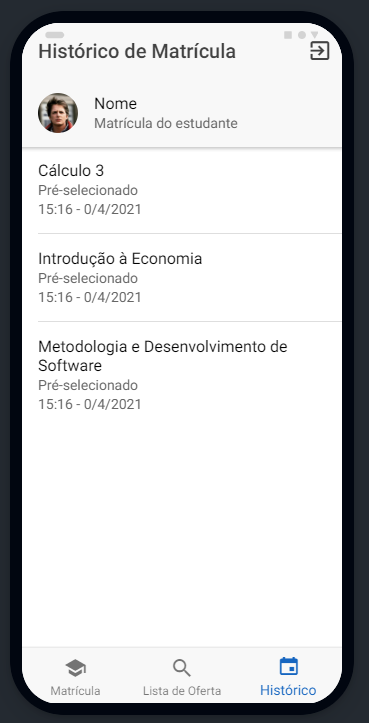 Histórico de Matrícula
Nome
Matrícula do estudante
Cálculo 3
Pré-selecionado
15:16 - 0/4/2021
Introdução à Economia
Pré-selecionado
15:16 - 0/4/2021
Metodologia e Desenvolvimento de
Software
Pré-selecionado
15:16 - 0/4/2021
Matrícula
Lista de Oferta
Histórico